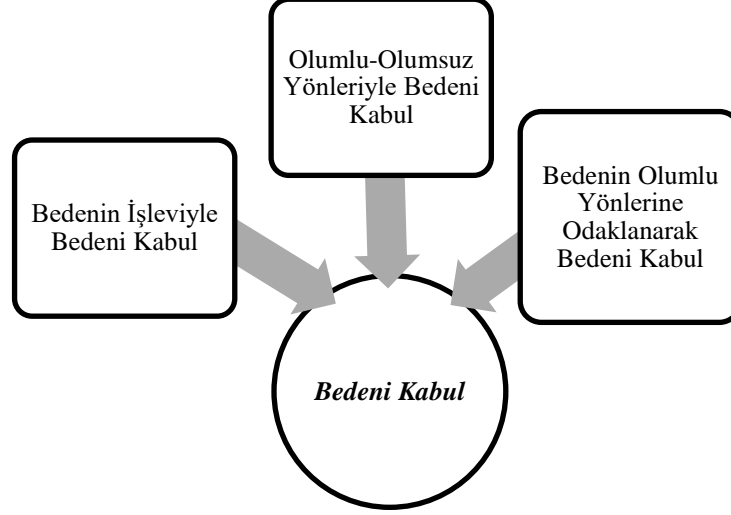 Bedenin İşleviyle
Bedeni Kabul
Olumlu-Olumsuz
Yönleriyle Bedeni
Kabul
Bedenin Olumlu
Yönlerine
Odaklanarak
Bedeni Kabul
Bedeni Kabul